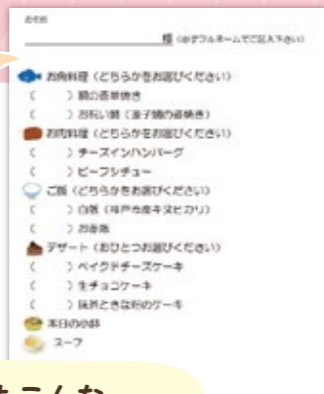 お名前
様 (必ずフルネームでご記入下さい)
お魚料理 (どちらかをお選びください)
(　　) 鯛の香草焼き
(　　) お祝い鯛 (姿子鯛の姿焼き)
お肉料理 (どちらかをお選びください)
(　　) チーズインハンバーグ
(　　) ビーフシチュー
ご飯 (どちらかをお選びください)
(　　) 白飯 (神戸市産キヌヒカリ)
(　　) お赤飯
デザート (おひとつお選びください)
(　　) ベイクドチーズケーキ
(　　) 生チョコケーキ
(　　) 抹茶ときな粉のケーキ
本日の小鉢
スープ
はこんな